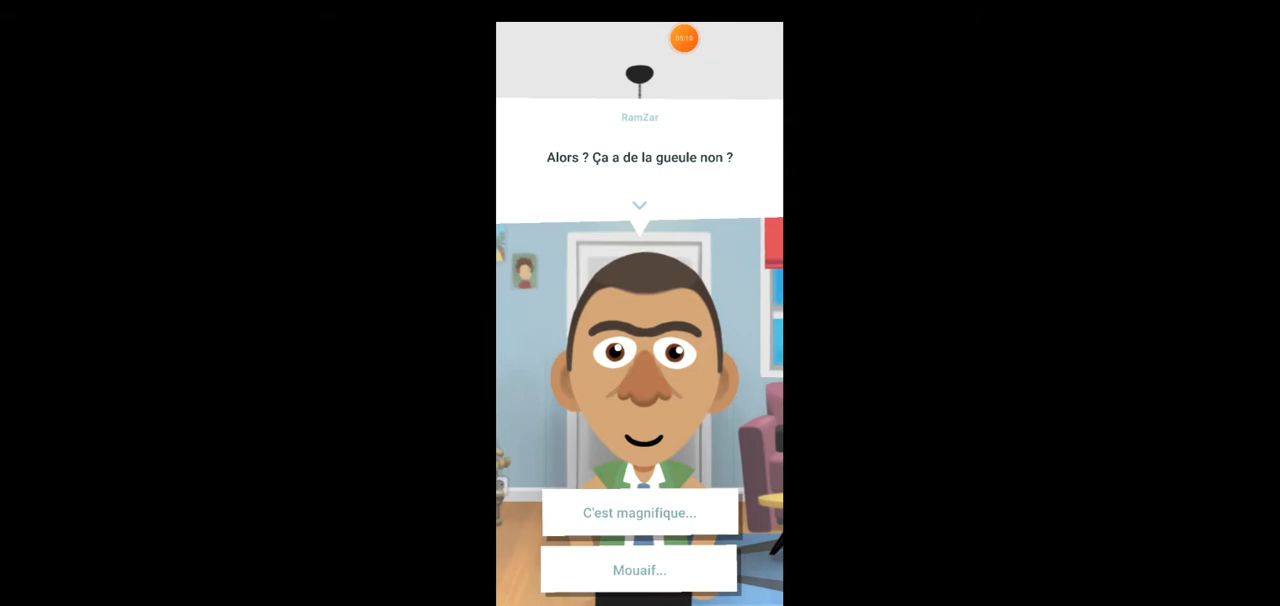 RamZar
Alors ? Ça a de la gueule non ?
C'est magnifique...
Mouaif...